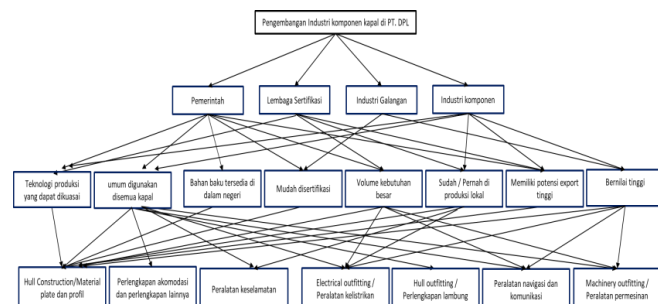 Pengembangan Industri komponen kapal di PT. DPL
Pemerintah
Lembaga Sertifikasi
Industri Galangan
Industri komponen
Teknologi produksi
yang dapat dikuasai
umum digunakan
disemua kapal
Bahan baku tersedia di
dalam negeri
Mudah disertifikasi
Volume kebutuhan
besar
Sudah / Pernah di
produksi lokal
Memiliki potensi export
tinggi
Bernilai tinggi
Hull Construction/Material
plate dan profil
Perlengkapan akomodasi
dan perlengkapan lainnya
Peralatan keselamatan
Electrical outfitting /
Peralatan kelistrikan
Hull outfitting /
Perlengkapan lambung
Peralatan navigasi dan
komunikasi
Machinery outfitting /
Peralatan permesinan